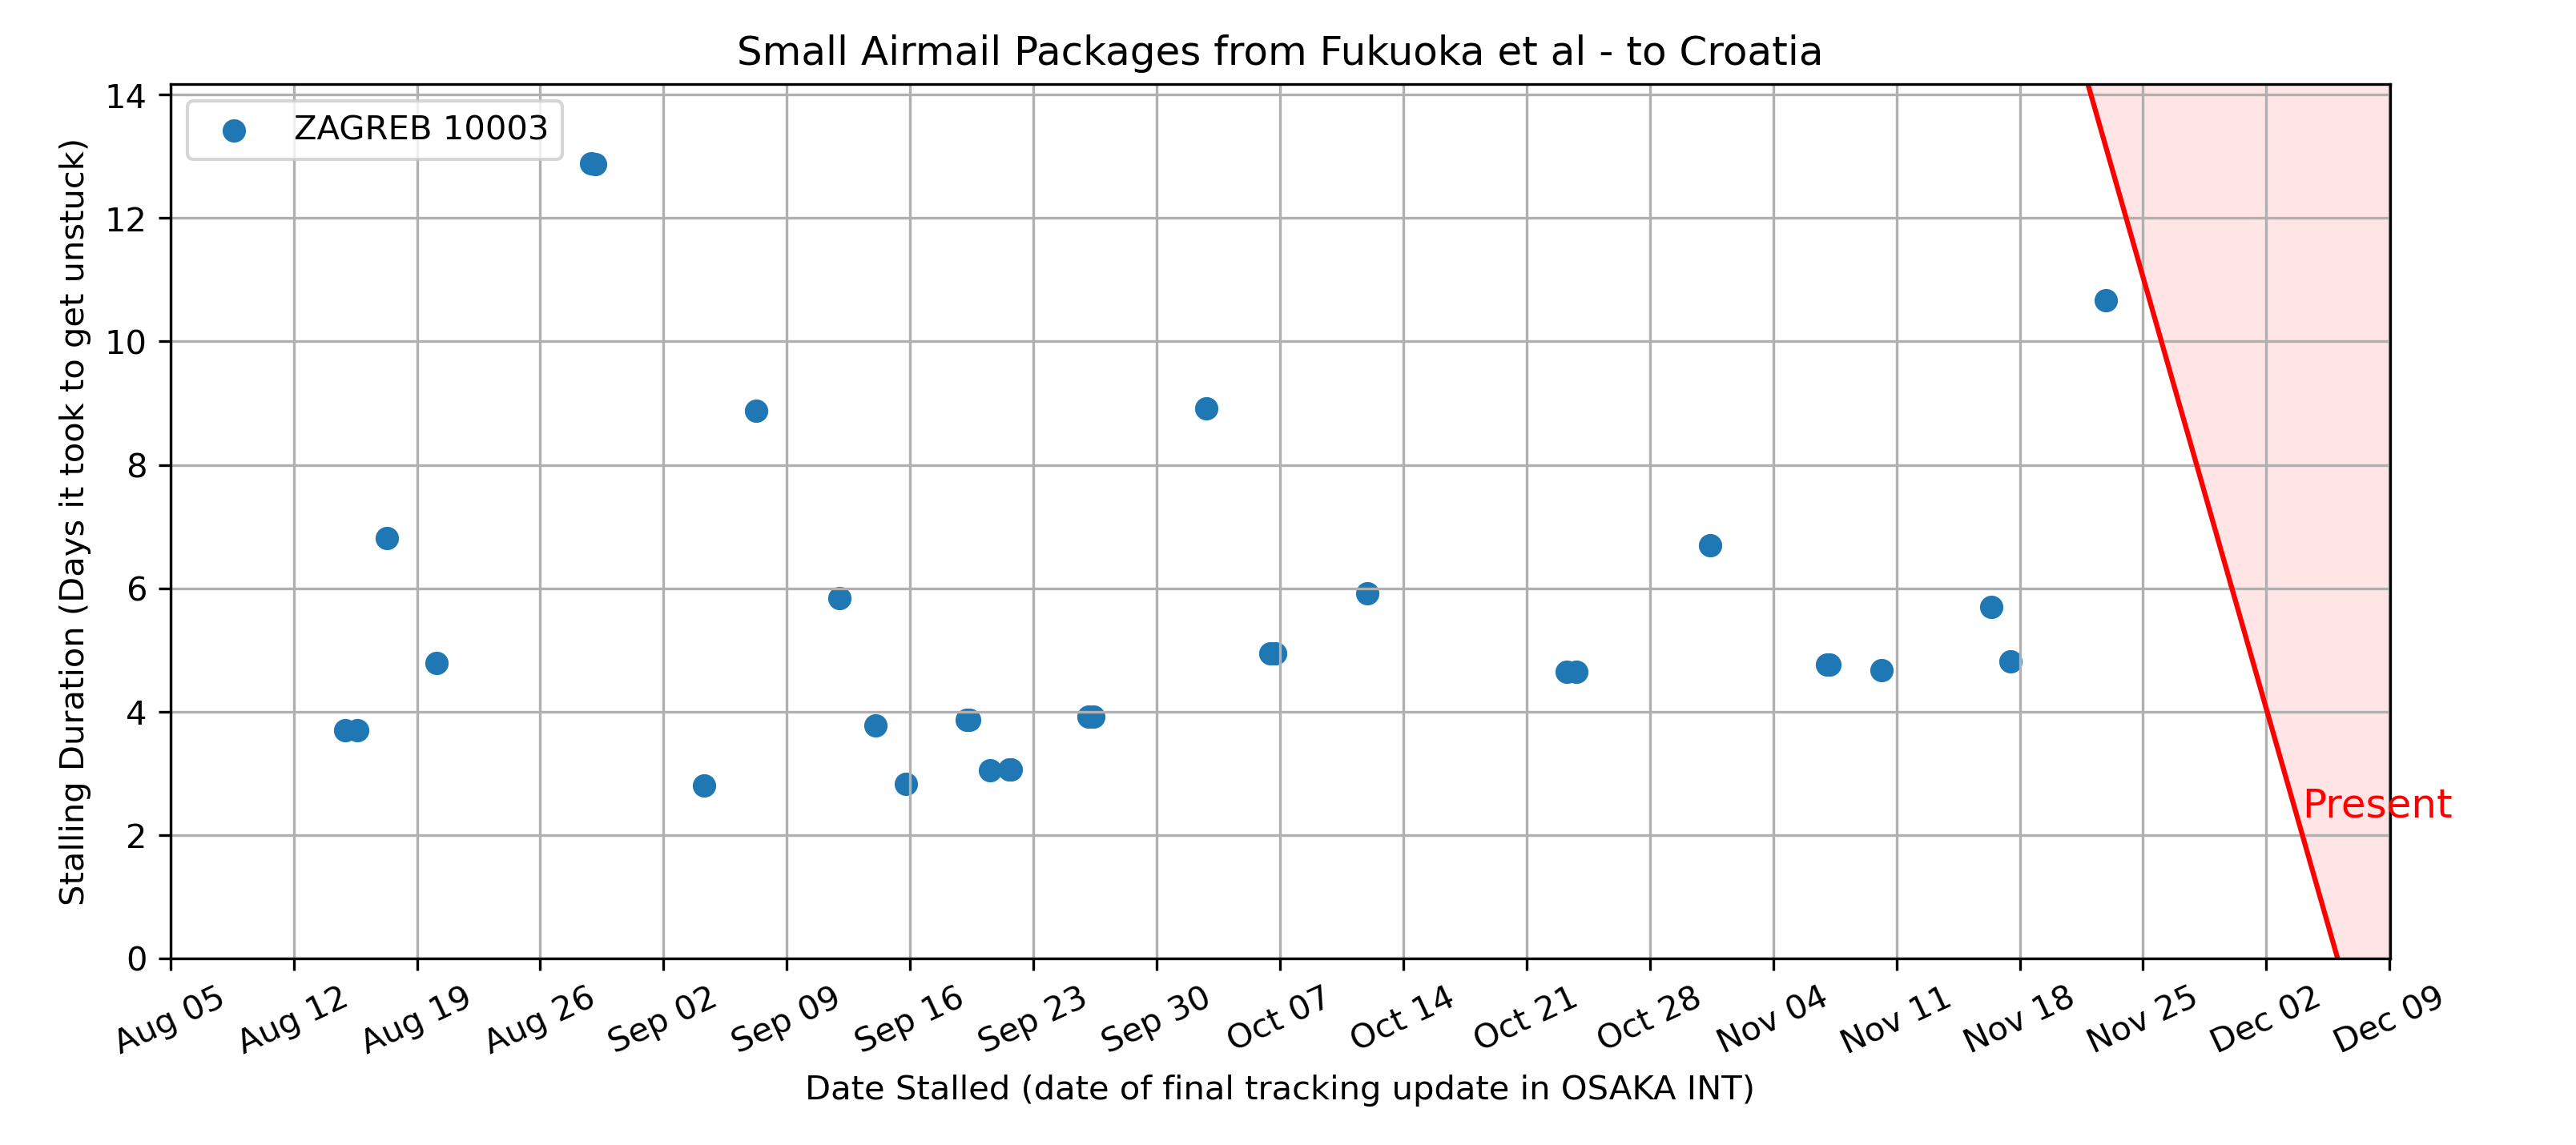 Small Airmail Packages from Fukuoka et al - to Croatia
ZAGREB 10003
Stalling Duration (Days it took to get unstuck)
14
12
10
8
6
4
2
0
Present
Aug 05
Aug 12
Aug 19
Aug 26
Sep 02
Sep 09
Sep 16
Sep 23
Sep 30
Oct 07
Oct 14
Oct 21
Oct 28
Nov 04
Nov 11
Nov 18
Nov 25
Dec 02
Dec 09
Date Stalled (date of final tracking update in OSAKA INT)